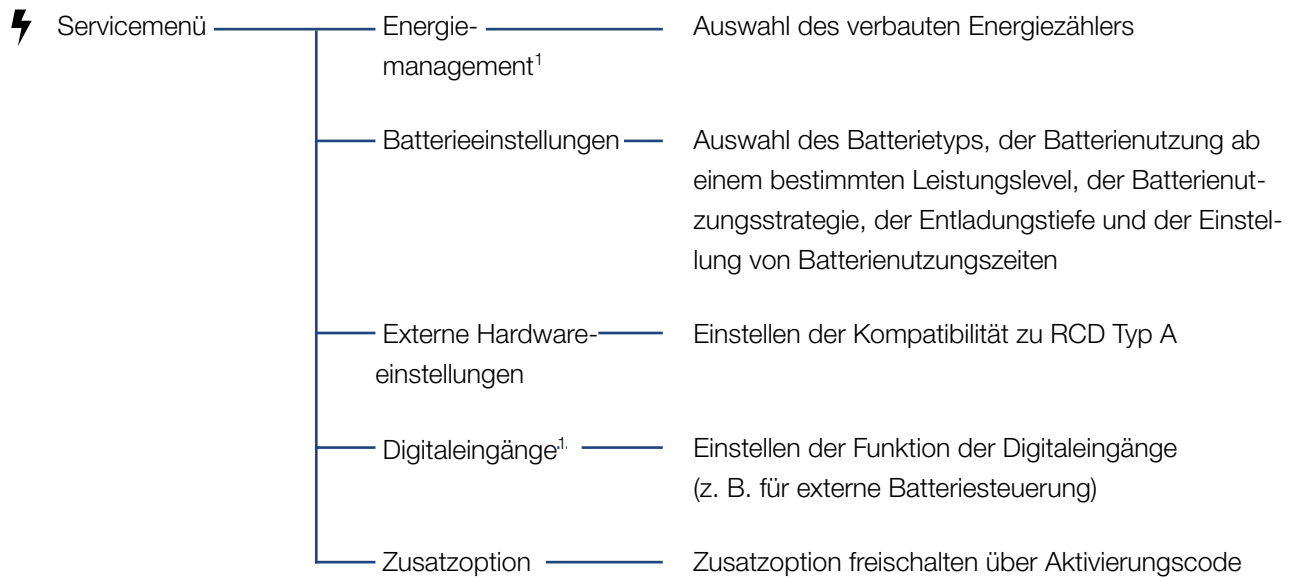 Servicemenü
Energie-
management¹
Auswahl des verbauten Energiezählers
Batterieeinstellungen
Auswahl des Batterietyps, der Batterienutzung ab
einem bestimmten Leistungslevel, der Batterienut-
zungsstrategie, der Entladungstiefe und der Einstel-
lung von Batterienutzungszeiten
Externe Hardware-
einstellungen
Einstellen der Kompatibilität zu RCD Typ A
Digitaleingänge¹.
Einstellen der Funktion der Digitaleingänge
(z. B. für externe Batteriesteuerung)
Zusatzoption
Zusatzoption freischalten über Aktivierungscode